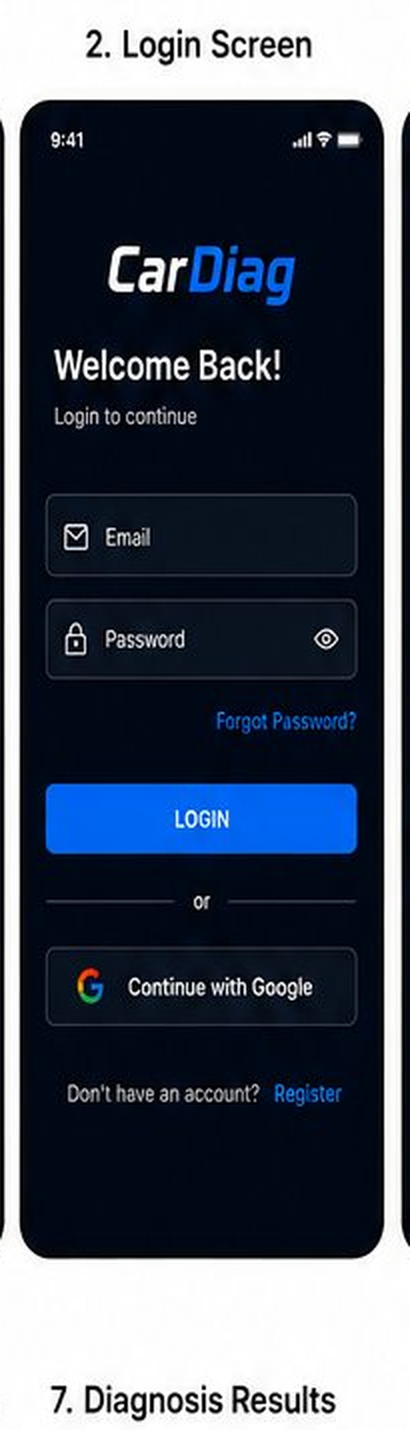 2. Login Screen
9:41
CarDiag
Welcome Back!
Login to continue
Email
Password
Forgot Password?
LOGIN
or
Continue with Google
Don't have an account? Register
7. Diagnosis Results